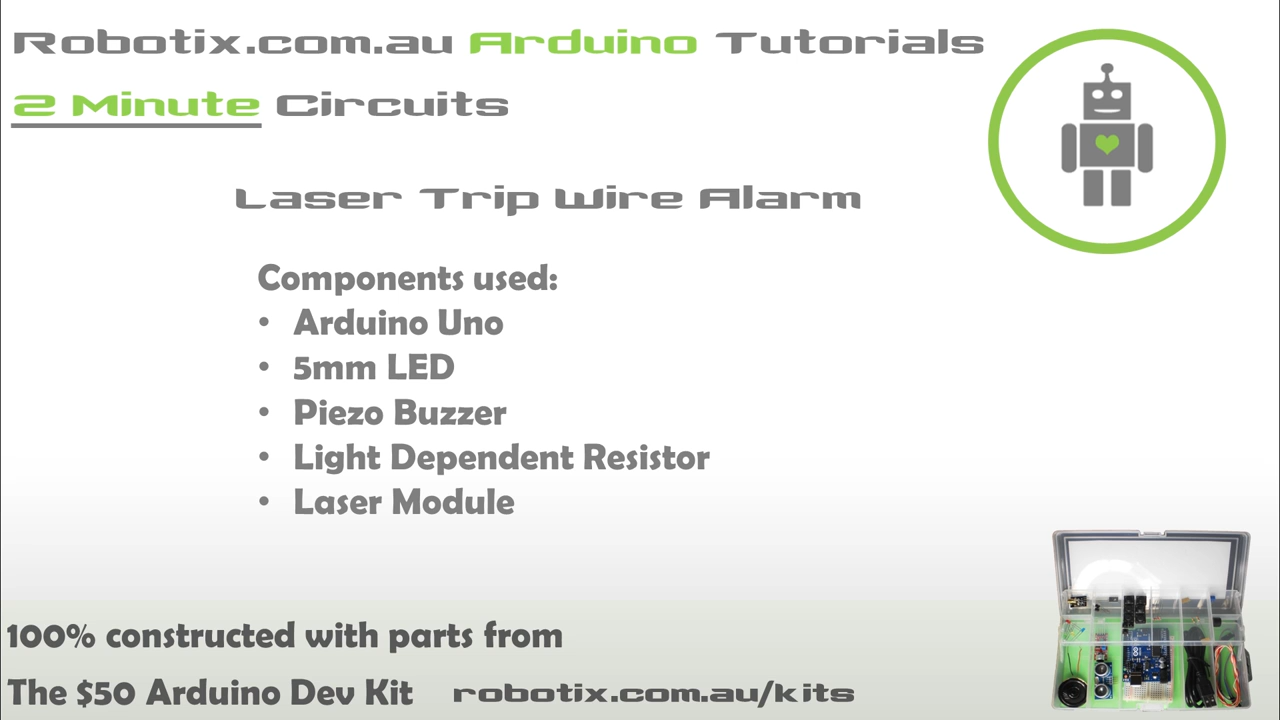 Robotix.com.au Arduino Tutorials
2 Minute Circuits
Laser Trip Wire Alarm
Components used:
• Arduino Uno
• 5mm LED
• Piezo Buzzer
• Light Dependent Resistor
• Laser Module
100% constructed with parts from
The $50 Arduino Dev Kit robotix.com.au/kits